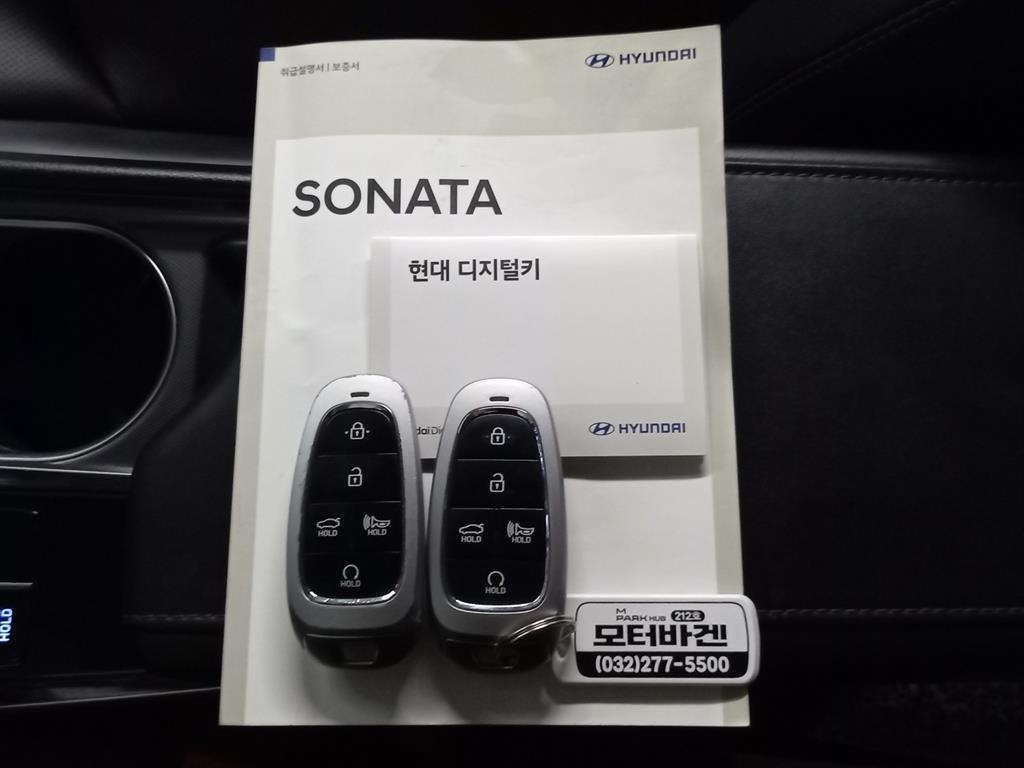 취급설명서 | 보증서
HYUNDAI
SONATA
현대 디지털키
HYUNDAI
HOLD
HOLD
HOLD
HOLD
HOLD
HOLD
HOLD
M
PARK HUB 212호
모터바겐
(032)277-5500